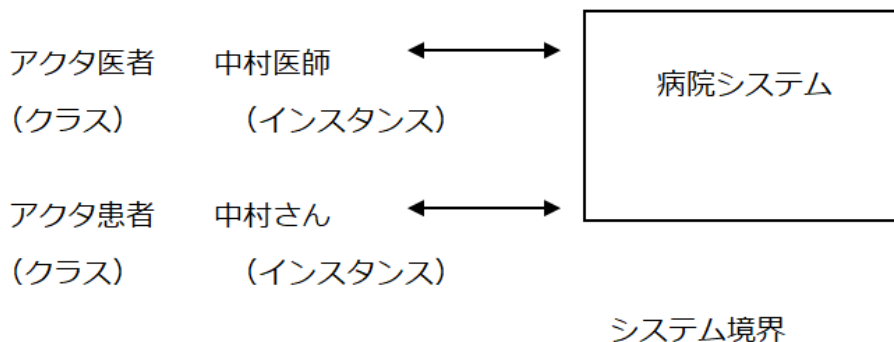 アクタ医者 中村医師
（クラス） （インスタンス）
病院システム
アクタ患者 中村さん
（クラス） （インスタンス）
システム境界